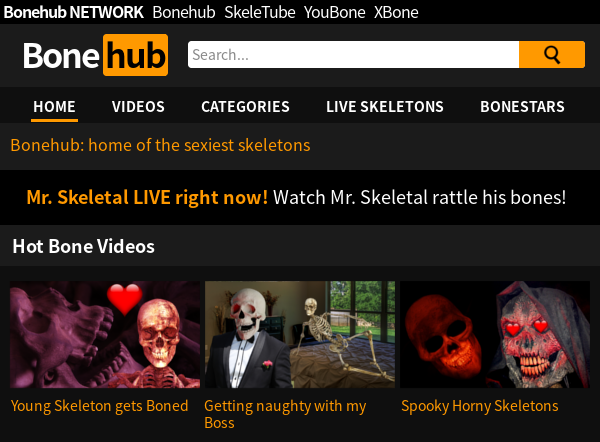 Bonehub NETWORK Bonehub SkeleTube YouBone XBone
Bone hub
Search...
HOME VIDEOS CATEGORIES LIVE SKELETONS BONESTARS
Bonehub: home of the sexiest skeletons
Mr. Skeletal LIVE right now! Watch Mr. Skeletal rattle his bones!
Hot Bone Videos
Young Skeleton gets Boned
Getting naughty with my
Boss
Spooky Horny Skeletons